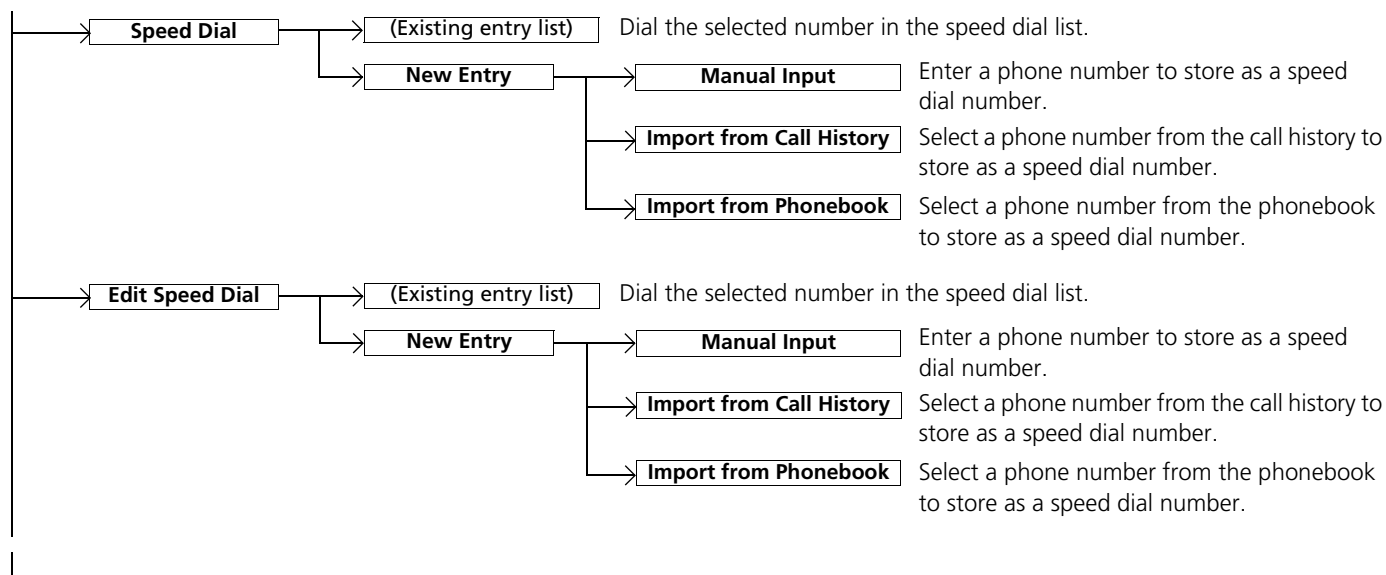 Speed Dial
(Existing entry list)
Dial the selected number in the speed dial list.
New Entry
Manual Input
Enter a phone number to store as a speed
dial number.
Import from Call History
Select a phone number from the call history to
store as a speed dial number.
Import from Phonebook
Select a phone number from the phonebook
to store as a speed dial number.
Edit Speed Dial
(Existing entry list)
Dial the selected number in the speed dial list.
New Entry
Manual Input
Enter a phone number to store as a speed
dial number.
Import from Call History
Select a phone number from the call history to
store as a speed dial number.
Import from Phonebook
Select a phone number from the phonebook
to store as a speed dial number.